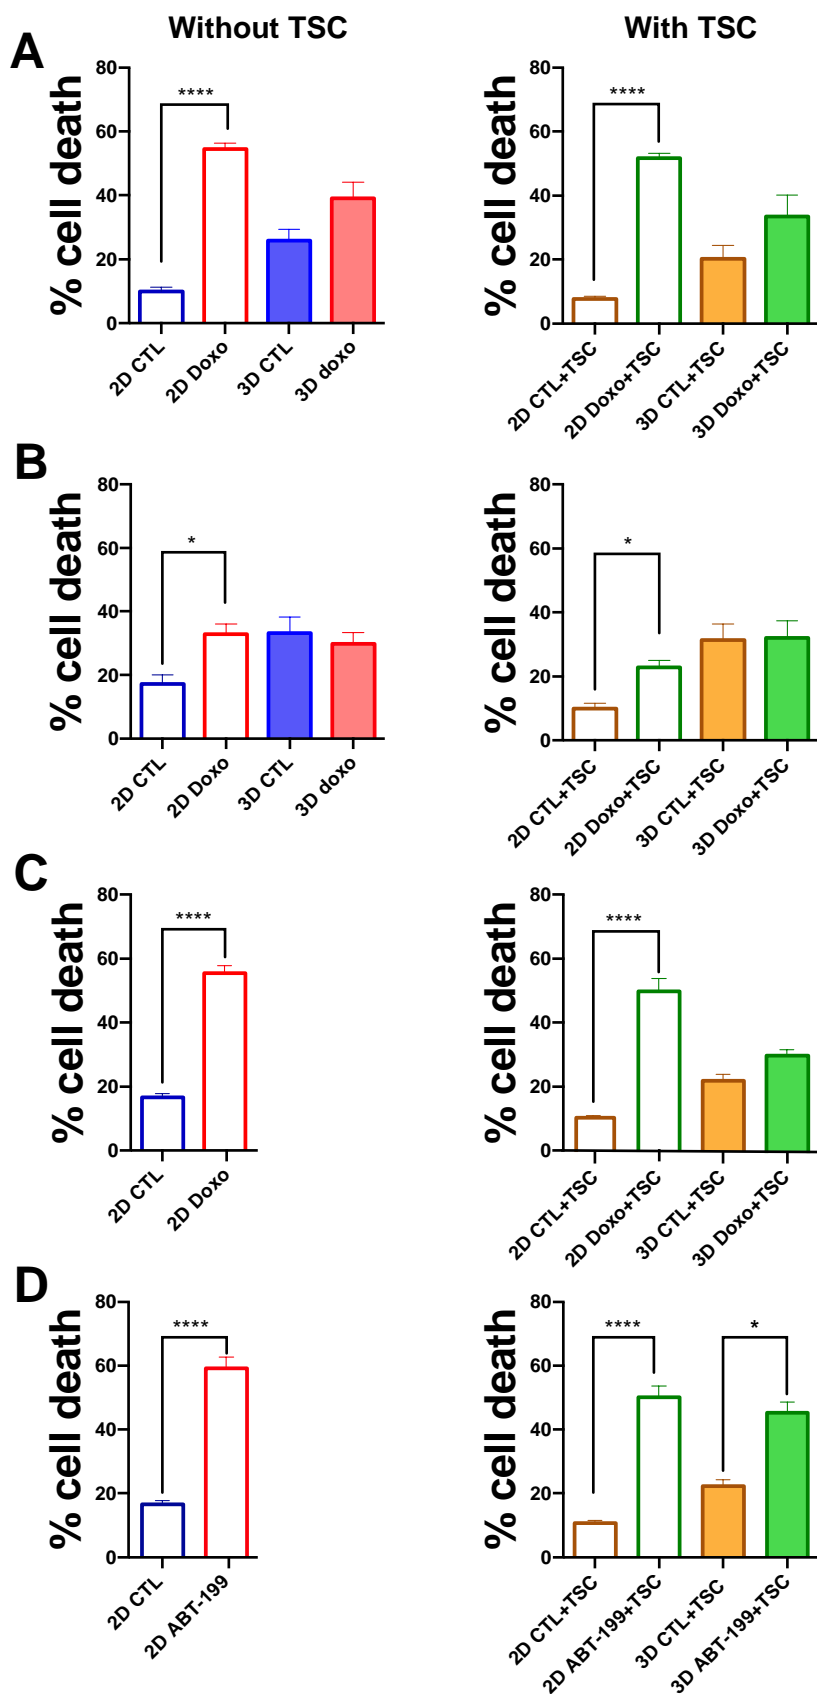 Without TSC
With TSC
A
% cell death
80
60
40
20
0
****
2D CTL
2D Doxo
3D CTL
3D doxo
% cell death
80
60
40
20
0
****
2D CTL+TSC
2D Doxo+TSC
3D CTL+TSC
3D Doxo+TSC
B
% cell death
80
60
40
20
0
*
2D CTL
2D Doxo
3D CTL
3D doxo
% cell death
80
60
40
20
0
*
2D CTL+TSC
2D Doxo+TSC
3D CTL+TSC
3D Doxo+TSC
C
% cell death
80
60
40
20
0
****
2D CTL
2D Doxo
% cell death
80
60
40
20
0
****
2D CTL+TSC
2D Doxo+TSC
3D CTL+TSC
3D Doxo+TSC
D
% cell death
80
60
40
20
0
****
2D CTL
2D ABT-199
% cell death
80
60
40
20
0
****
*
2D CTL+TSC
2D ABT-199+TSC
3D CTL+TSC
3D ABT-199+TSC